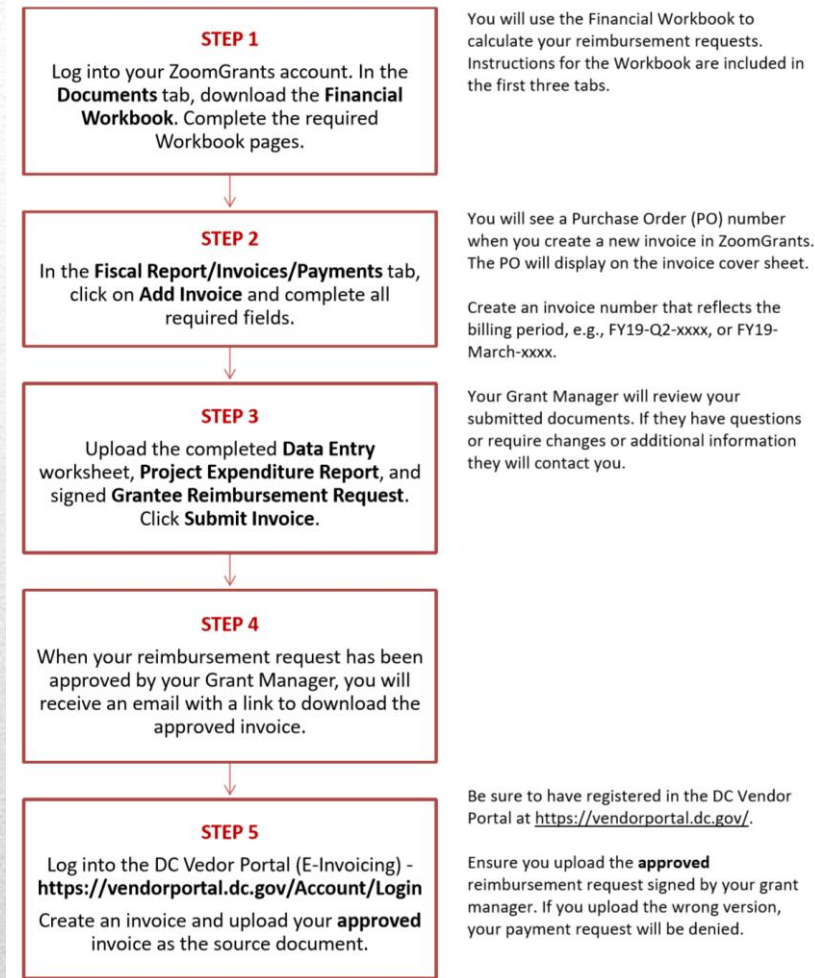 STEP 1
Log into your ZoomGrants account. In the
Documents tab, download the Financial
Workbook. Complete the required
Workbook pages.
You will use the Financial Workbook to
calculate your reimbursement requests.
Instructions for the Workbook are included in
the first three tabs.
STEP 2
In the Fiscal Report/Invoices/Payments tab,
click on Add Invoice and complete all
required fields.
You will see a Purchase Order (PO) number
when you create a new invoice in ZoomGrants.
The PO will display on the invoice cover sheet.
Create an invoice number that reflects the
billing period, e.g., FY19-Q2-xxxx, or FY19-
March-xxxx.
STEP 3
Upload the completed Data Entry
worksheet, Project Expenditure Report, and
signed Grantee Reimbursement Request.
Click Submit Invoice.
Your Grant Manager will review your
submitted documents. If they have questions
or require changes or additional information
they will contact you.
STEP 4
When your reimbursement request has been
approved by your Grant Manager, you will
receive an email with a link to download the
approved invoice.
STEP 5
Log into the DC Vedor Portal (E-Invoicing) -
https://vendorportal.dc.gov/Account/Login
Create an invoice and upload your approved
invoice as the source document.
Be sure to have registered in the DC Vendor
Portal at https://vendorportal.dc.gov/.
Ensure you upload the approved
reimbursement request signed by your grant
manager. If you upload the wrong version,
your payment request will be denied.